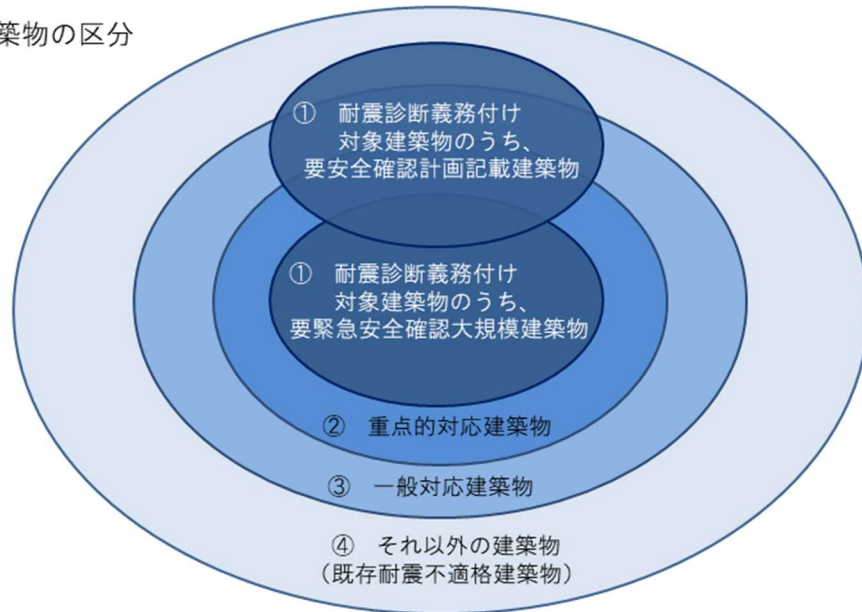 築物の区分
① 耐震診断義務付け
対象建築物のうち、
要安全確認計画記載建築物
① 耐震診断義務付け
対象建築物のうち、
要緊急安全確認大規模建築物
② 重点的対応建築物
③ 一般対応建築物
④ それ以外の建築物
（既存耐震不適格建築物）